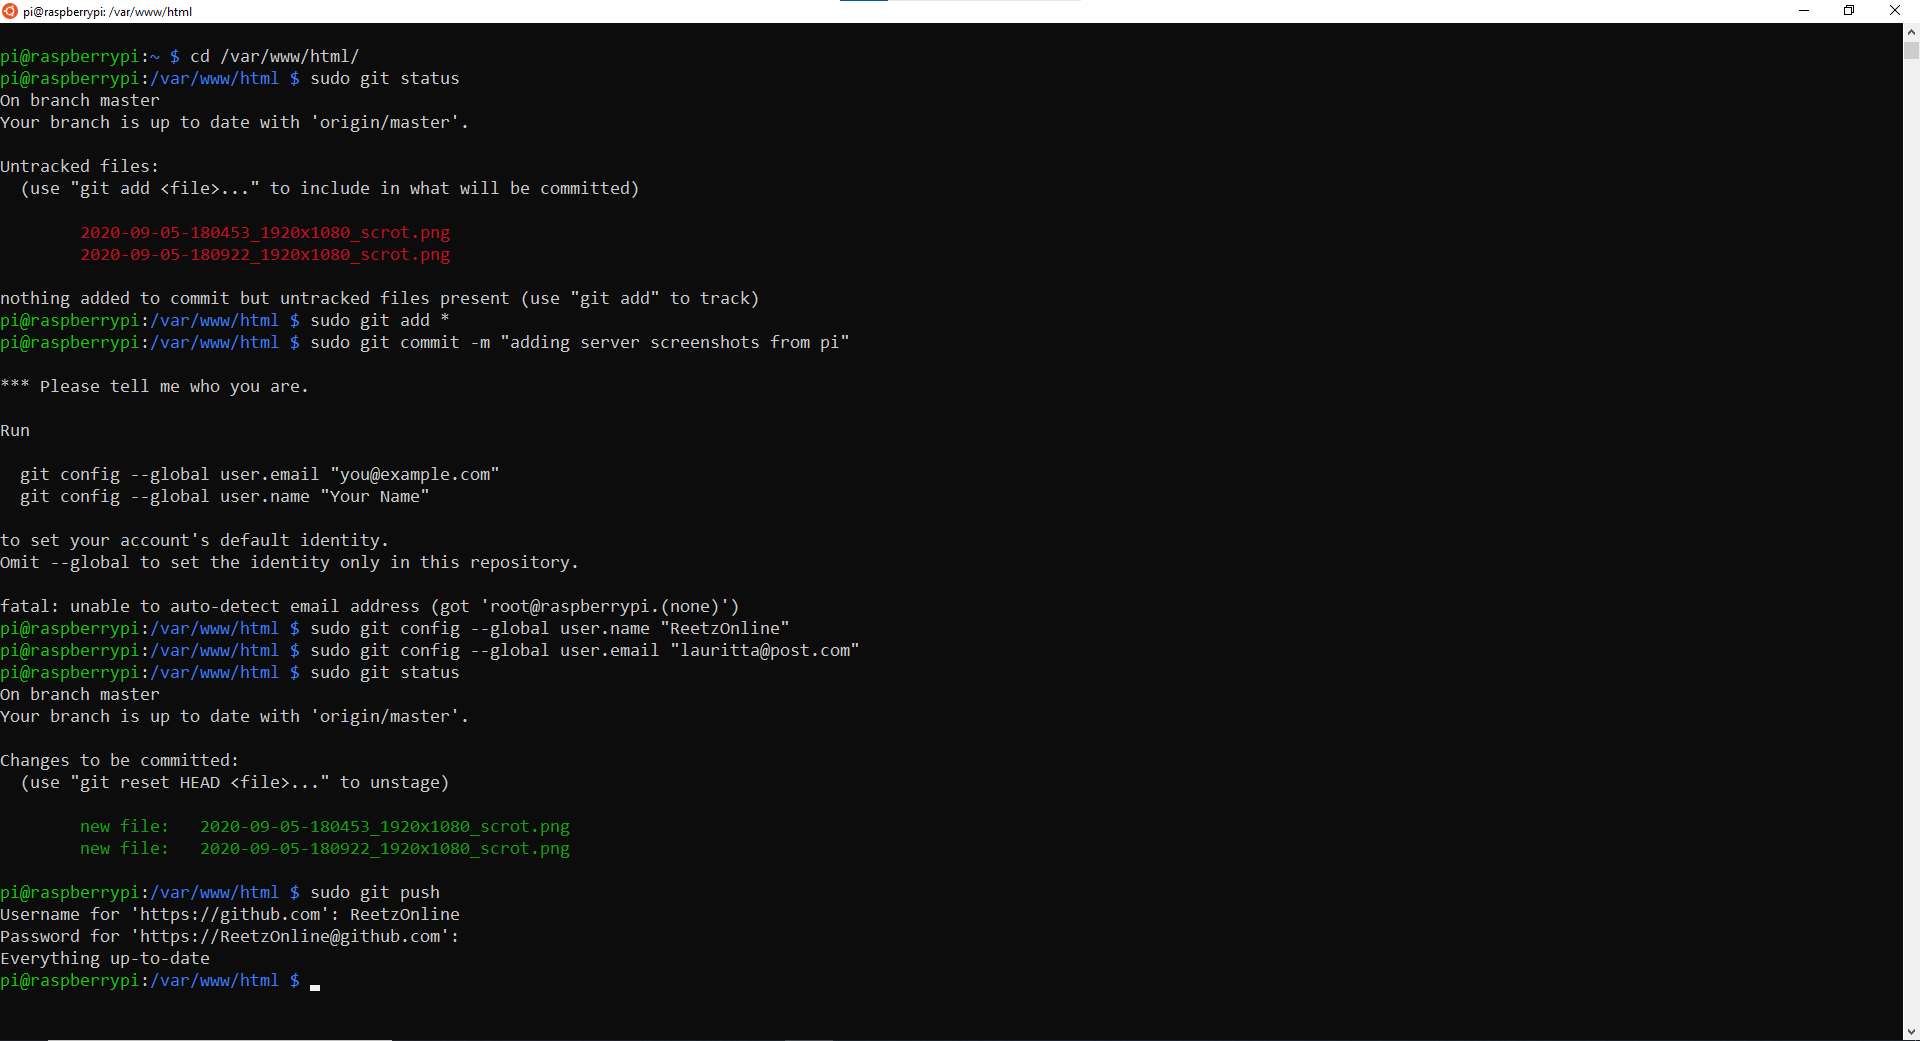 pi@raspberrypi: /var/www/html
pi@raspberrypi:~ $ cd /var/www/html/
pi@raspberrypi:/var/www/html $ sudo git status
On branch master
Your branch is up to date with 'origin/master'.
Untracked files:
  (use "git add <file>..." to include in what will be committed)
        2020-09-05-180453_1920x1080_scrot.png
        2020-09-05-180922_1920x1080_scrot.png
nothing added to commit but untracked files present (use "git add" to track)
pi@raspberrypi:/var/www/html $ sudo git add *
pi@raspberrypi:/var/www/html $ sudo git commit -m "adding server screenshots from pi"
*** Please tell me who you are.
Run
  git config --global user.email "you@example.com"
  git config --global user.name "Your Name"
to set your account's default identity.
Omit --global to set the identity only in this repository.
fatal: unable to auto-detect email address (got 'root@raspberrypi.(none)')
pi@raspberrypi:/var/www/html $ sudo git config --global user.name "ReetzOnline"
pi@raspberrypi:/var/www/html $ sudo git config --global user.email "lauritta@post.com"
pi@raspberrypi:/var/www/html $ sudo git status
On branch master
Your branch is up to date with 'origin/master'.
Changes to be committed:
  (use "git reset HEAD <file>..." to unstage)
        new file:   2020-09-05-180453_1920x1080_scrot.png
        new file:   2020-09-05-180922_1920x1080_scrot.png
pi@raspberrypi:/var/www/html $ sudo git push
Username for 'https://github.com': ReetzOnline
Password for 'https://ReetzOnline@github.com':
Everything up-to-date
pi@raspberrypi:/var/www/html $